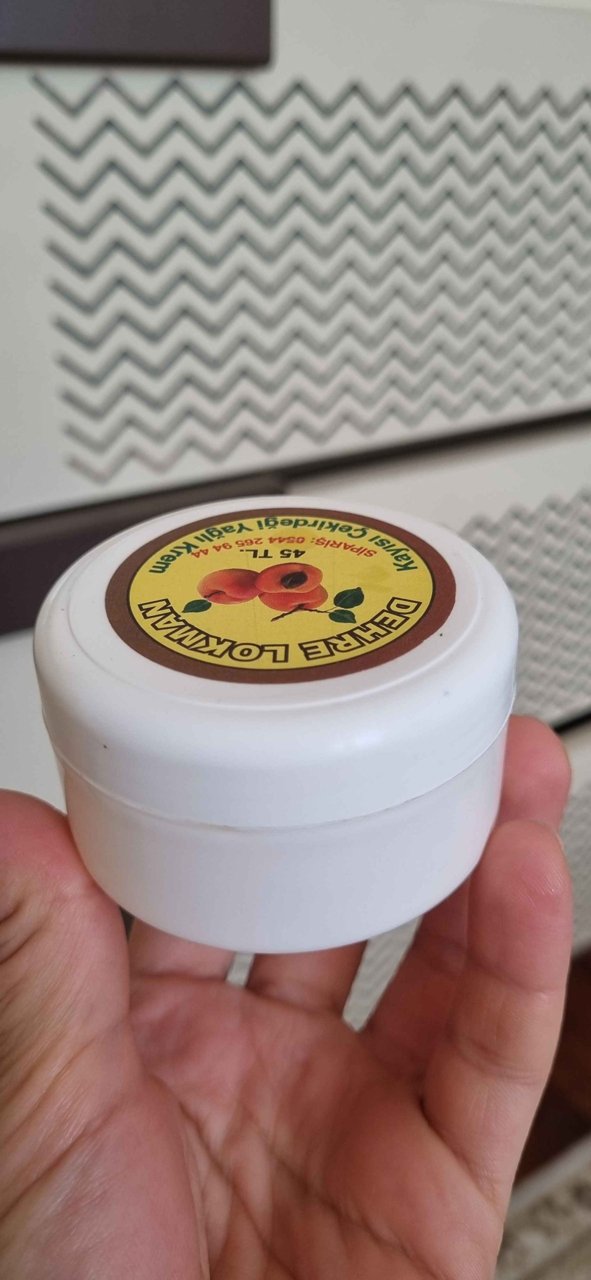 DEHRE LOKMAN
45 TL.
SİPARİŞ: 0544 265 94 44
Kayısı Çekirdeği Yağlı Krem